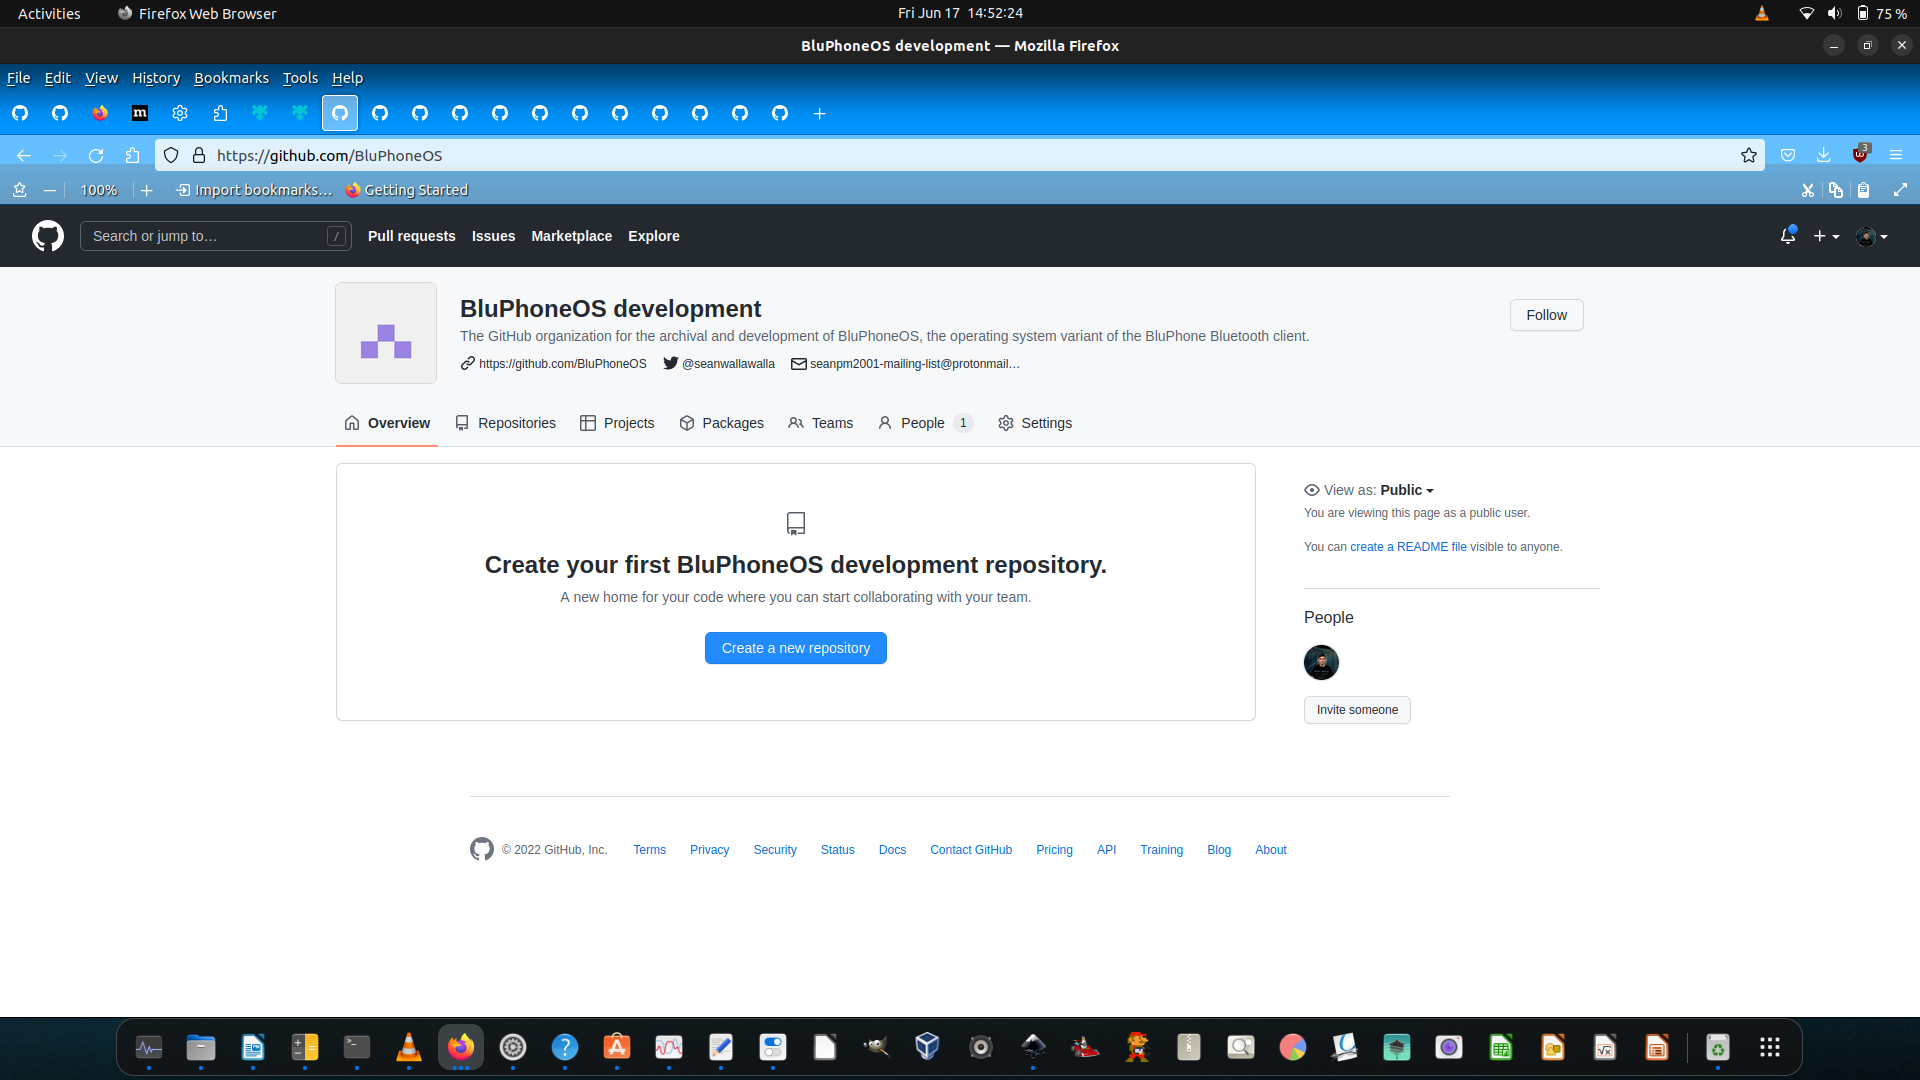 Activities Firefox Web Browser Fri Jun 17 14:52:24 75 %
BluPhoneOS development — Mozilla Firefox
File Edit View History Bookmarks Tools Help
m
https://github.com/BluPhoneOS 3
100% Import bookmarks… Getting Started
Search or jump to… / Pull requests Issues Marketplace Explore
BluPhoneOS development
Follow
The GitHub organization for the archival and development of BluPhoneOS, the operating system variant of the BluPhone Bluetooth client.
https://github.com/BluPhoneOS @seanwallawalla seanpm2001-mailing-list@protonmail…
Overview Repositories Projects Packages Teams People 1 Settings
View as: Public
You are viewing this page as a public user.
You can create a README file visible to anyone.
Create your first BluPhoneOS development repository.
A new home for your code where you can start collaborating with your team.
Create a new repository
People
Invite someone
© 2022 GitHub, Inc. Terms Privacy Security Status Docs Contact GitHub Pricing API Training Blog About